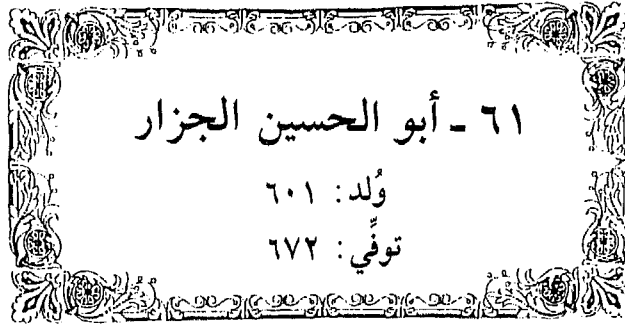 ٦١ - أبو الحسين الجزار
وُلد : ٦٠١
توفِّي : ٦٧٢